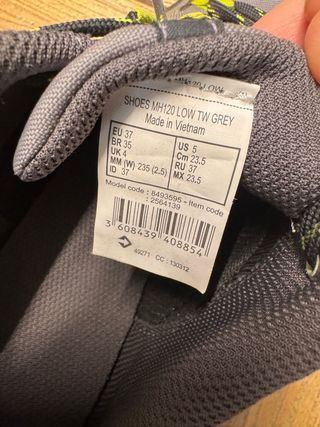 SHOES MH120 LOW TW GREY
Made in Vietnam
EU 37 US 5
BR 35 Cm 23.5
UK 4 RU 37
MM (W) 235 (2.5) MX 23.5
ID 37
Model code : 8493595 - Item code
: 2564139
3 608439 408854
49271 CC : 130312